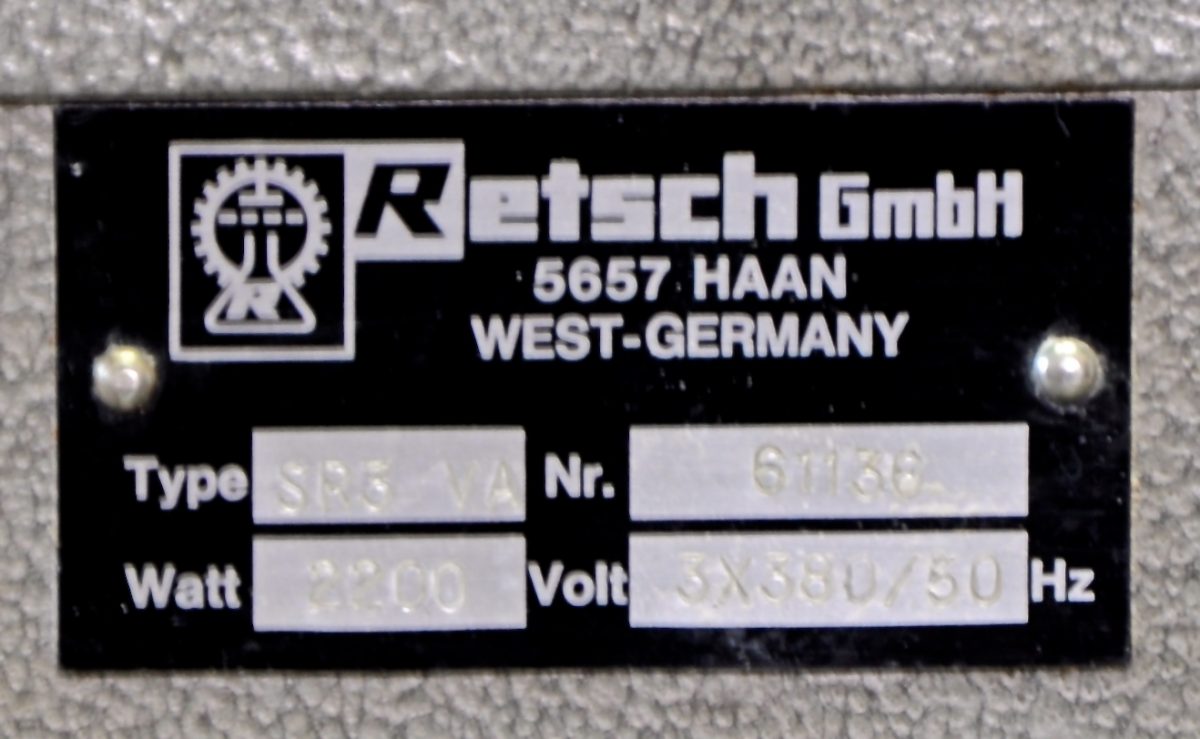 Retsch GmbH
5657 HAAN
WEST-GERMANY
Type SR3 VA Nr. 61136
Watt 2200 Volt 3X380/50 Hz